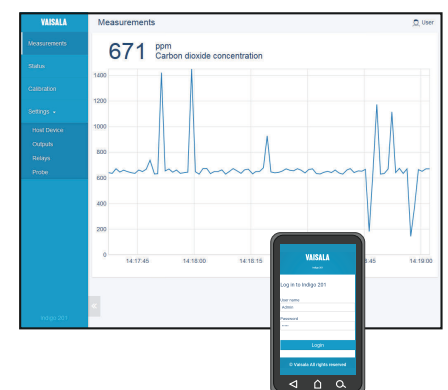 VAISALA
Measurements
User
Measurements
Status
Calibration
Settings
Host Device
Outputs
Relays
Probe
Indigo 201
671 ppm
Carbon dioxide concentration
1400
1200
1000
800
600
400
200
0
14:17:45
14:18:00
14:18:15
:45
14:19:00
VAISALA
Log in to Indigo 201
User name
Admin
Password
Login
© Vaisala All rights reserved